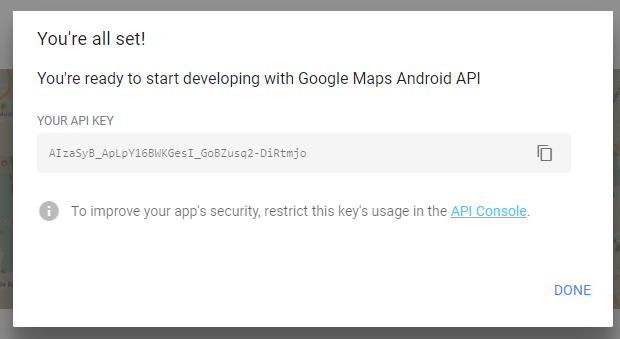 You're all set!
You're ready to start developing with Google Maps Android API
YOUR API KEY
AIzaSyB_ApLpY16BWKGesI_GoBZusq2-DiRtmjo
To improve your app's security, restrict this key's usage in the API Console.
DONE